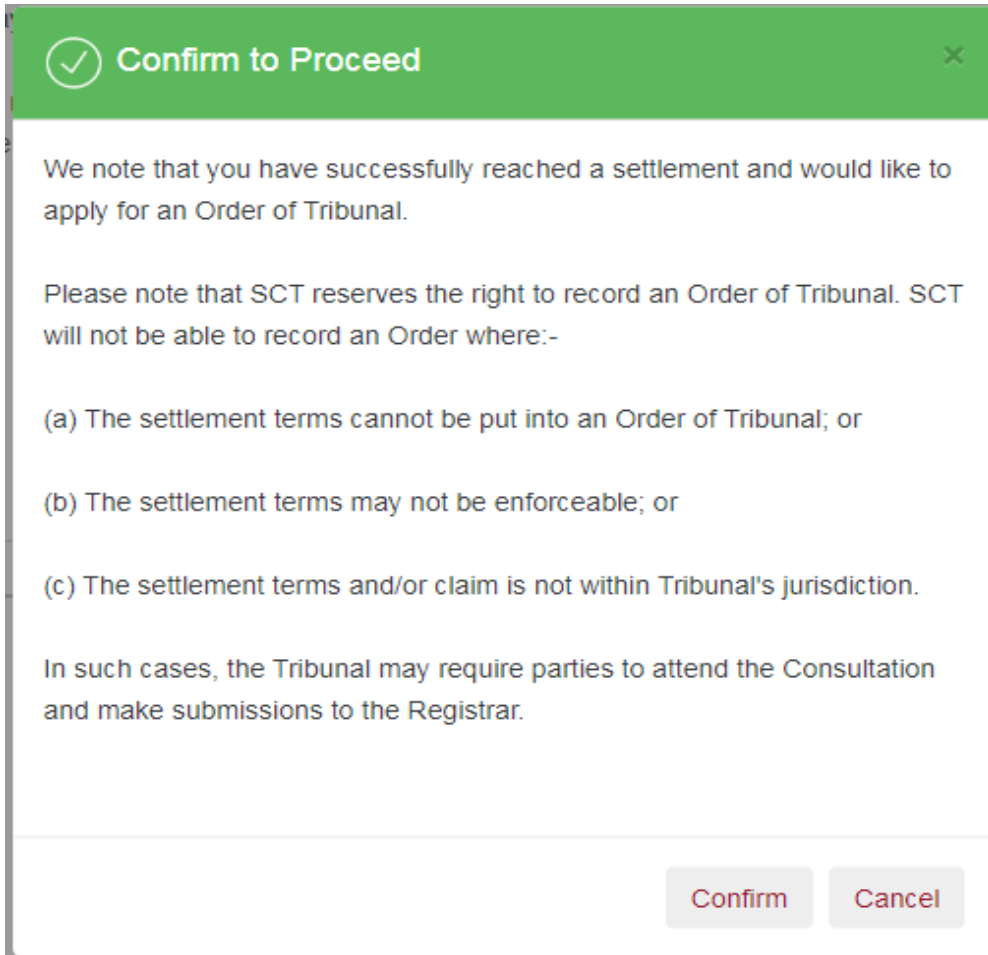 Confirm to Proceed
×
We note that you have successfully reached a settlement and would like to
apply for an Order of Tribunal.
Please note that SCT reserves the right to record an Order of Tribunal. SCT
will not be able to record an Order where:-
(a) The settlement terms cannot be put into an Order of Tribunal; or
(b) The settlement terms may not be enforceable; or
(c) The settlement terms and/or claim is not within Tribunal's jurisdiction.
In such cases, the Tribunal may require parties to attend the Consultation
and make submissions to the Registrar.
Confirm Cancel